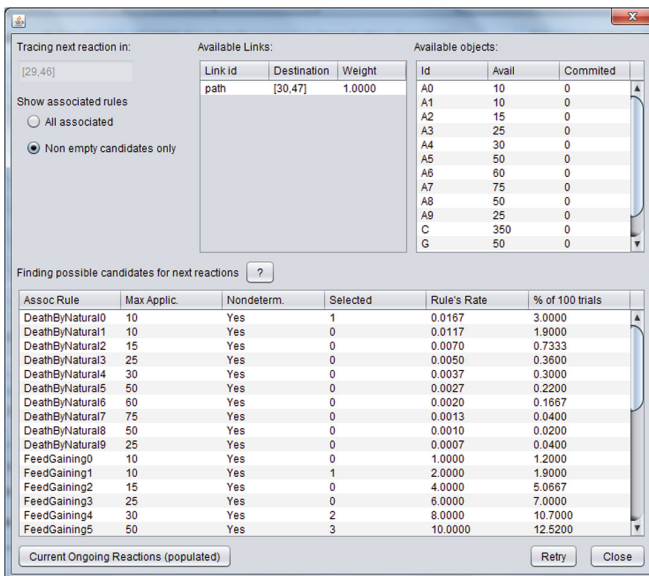 x
Tracing next reaction in:
Available Links:
Available objects:
[29,46]
Link id Destination Weight
path [30,47] 1.0000
Id Avail Commited
A0 10 0
A1 10 0
A2 15 0
A3 25 0
A4 30 0
A5 50 0
A6 60 0
A7 75 0
A8 50 0
A9 25 0
C 350 0
G 50 0
Show associated rules
All associated
Non empty candidates only
Finding possible candidates for next reactions ?
Assoc Rule Max Applic. Nondeterm. Selected Rule's Rate % of 100 trials
DeathByNatural0 10 Yes 1 0.0167 3.0000
DeathByNatural1 10 Yes 0 0.0117 1.9000
DeathByNatural2 15 Yes 0 0.0070 0.7333
DeathByNatural3 25 Yes 0 0.0050 0.3600
DeathByNatural4 30 Yes 0 0.0037 0.3000
DeathByNatural5 50 Yes 0 0.0027 0.2200
DeathByNatural6 60 Yes 0 0.0020 0.1667
DeathByNatural7 75 Yes 0 0.0013 0.0400
DeathByNatural8 50 Yes 0 0.0010 0.0200
DeathByNatural9 25 Yes 0 0.0007 0.0400
FeedGaining0 10 Yes 0 1.0000 1.2000
FeedGaining1 10 Yes 1 2.0000 1.9000
FeedGaining2 15 Yes 0 4.0000 5.0667
FeedGaining3 25 Yes 0 6.0000 7.0000
FeedGaining4 30 Yes 2 8.0000 10.7000
FeedGaining5 50 Yes 3 10.0000 12.5200
Current Ongoing Reactions (populated)
Retry
Close